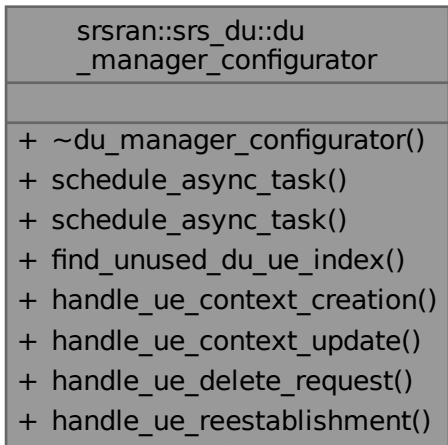 srsran::srs_du::du
_manager_configurator
+ ~du_manager_configurator()
+ schedule_async_task()
+ schedule_async_task()
+ find_unused_du_ue_index()
+ handle_ue_context_creation()
+ handle_ue_context_update()
+ handle_ue_delete_request()
+ handle_ue_reestablishment()